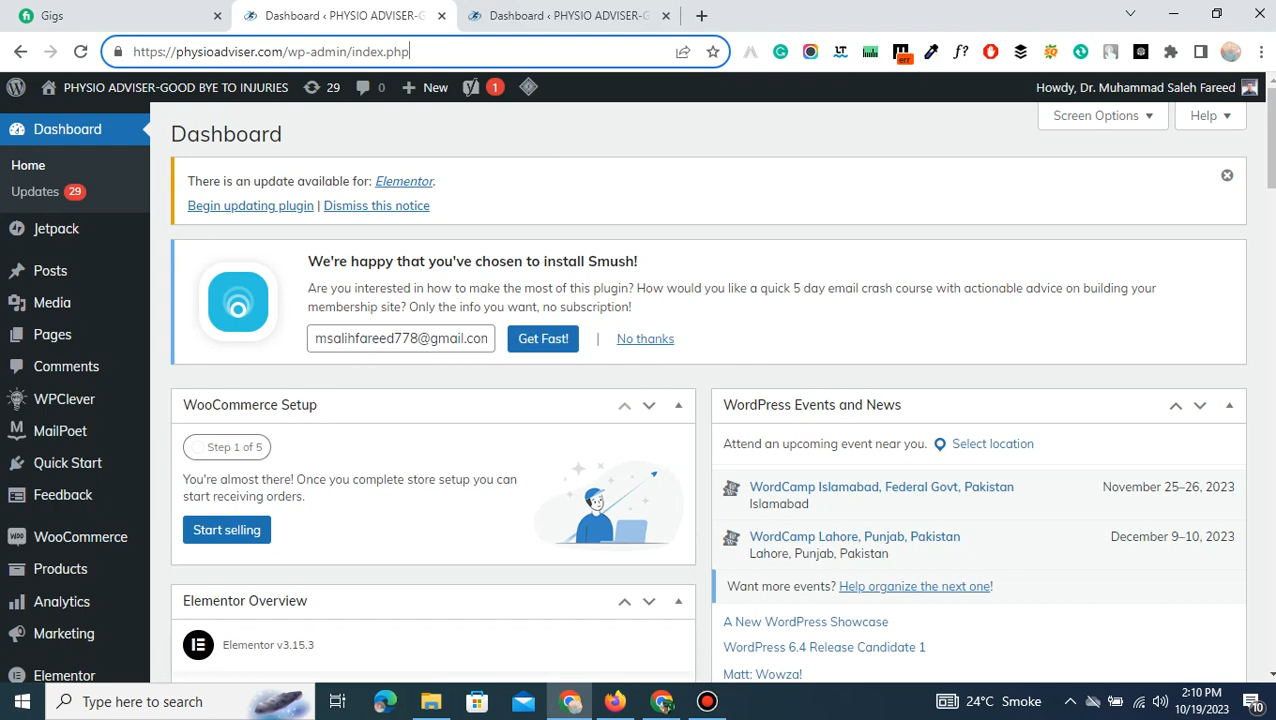 Gigs
Dashboard ‹ PHYSIO ADVISER-G
Dashboard ‹ PHYSIO ADVISER-G
https://physioadviser.com/wp-admin/index.php
err
PHYSIO ADVISER-GOOD BYE TO INJURIES
29
0
New
1
Howdy, Dr. Muhammad Saleh Fareed
Dashboard
Home
Updates 29
Jetpack
Posts
Media
Pages
Comments
WPClever
MailPoet
Quick Start
Feedback
WooCommerce
Products
Analytics
Marketing
Elementor
Dashboard
Screen Options
Help
There is an update available for: Elementor.
Begin updating plugin | Dismiss this notice
We're happy that you've chosen to install Smush!
Are you interested in how to make the most of this plugin? How would you like a quick 5 day email crash course with actionable advice on building your
membership site? Only the info you want, no subscription!
msalihfareed778@gmail.con
Get Fast!
|
No thanks
WooCommerce Setup
Step 1 of 5
You're almost there! Once you complete store setup you can
start receiving orders.
Start selling
Elementor Overview
Elementor v3.15.3
WordPress Events and News
Attend an upcoming event near you. Select location
WordCamp Islamabad, Federal Govt, Pakistan November 25–26, 2023
Islamabad
WordCamp Lahore, Punjab, Pakistan December 9–10, 2023
Lahore, Punjab, Pakistan
Want more events? Help organize the next one!
A New WordPress Showcase
WordPress 6.4 Release Candidate 1
Matt: Wowza!
Type here to search
24°C Smoke
2:10 PM
10/19/2023
10